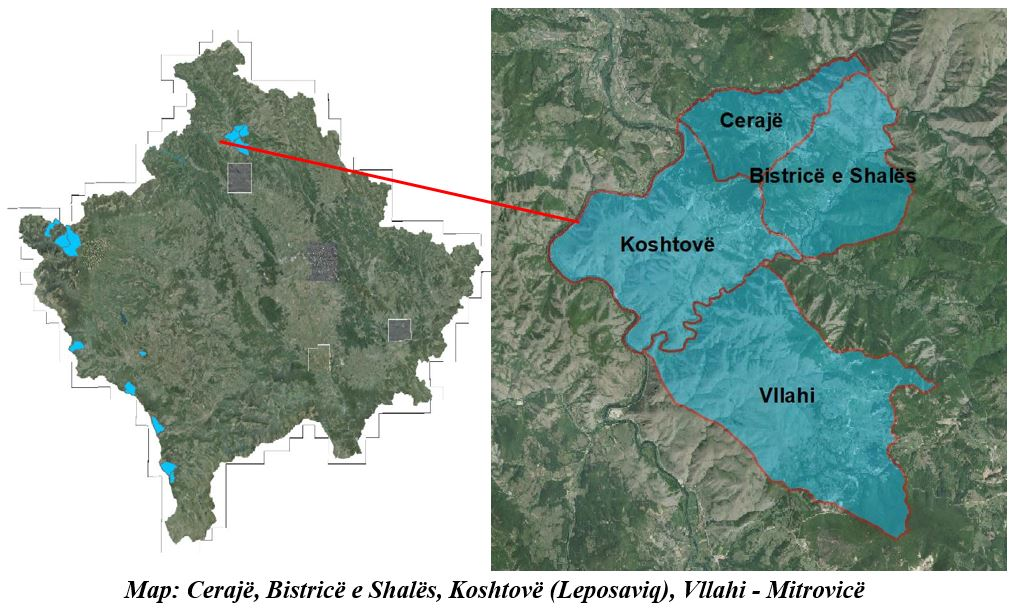 Cerajë
Bistricë e Shalës
Koshtovë
Vllahi
Map: Cerajë, Bistricë e Shalës, Koshtovë (Leposaviq), Vllahi - Mitrovicë